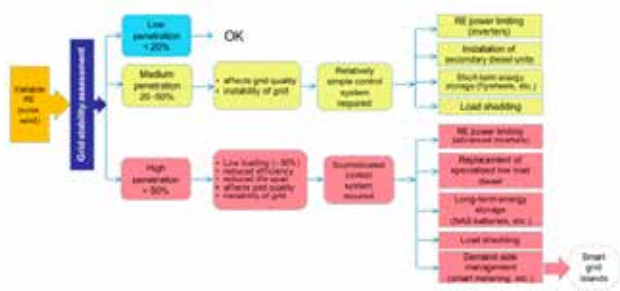 Variable
RE
(solar,
wind)
Grid stability assessment
Low
penetration
< 20%
OK
Medium
penetration
20–50%
• affects grid quality
• instability of grid
Relatively
simple control
system
required
RE power limiting
(inverters)
Installation of
secondary diesel units
Short-term energy
storage (flywheels, etc.)
Load shedding
High
penetration
> 50%
• Low loading (<30%)
• reduced efficiency
• reduced life span
• affects grid quality
• instability of grid
Sophisticated
control
system
required
RE power limiting
(advanced inverters)
Replacement of
specialised low load
diesel
Long-term-energy
storage
(NAS batteries, etc.)
Load shedding
Demand side
management
(smart metering, etc.)
Smart
grid
islands